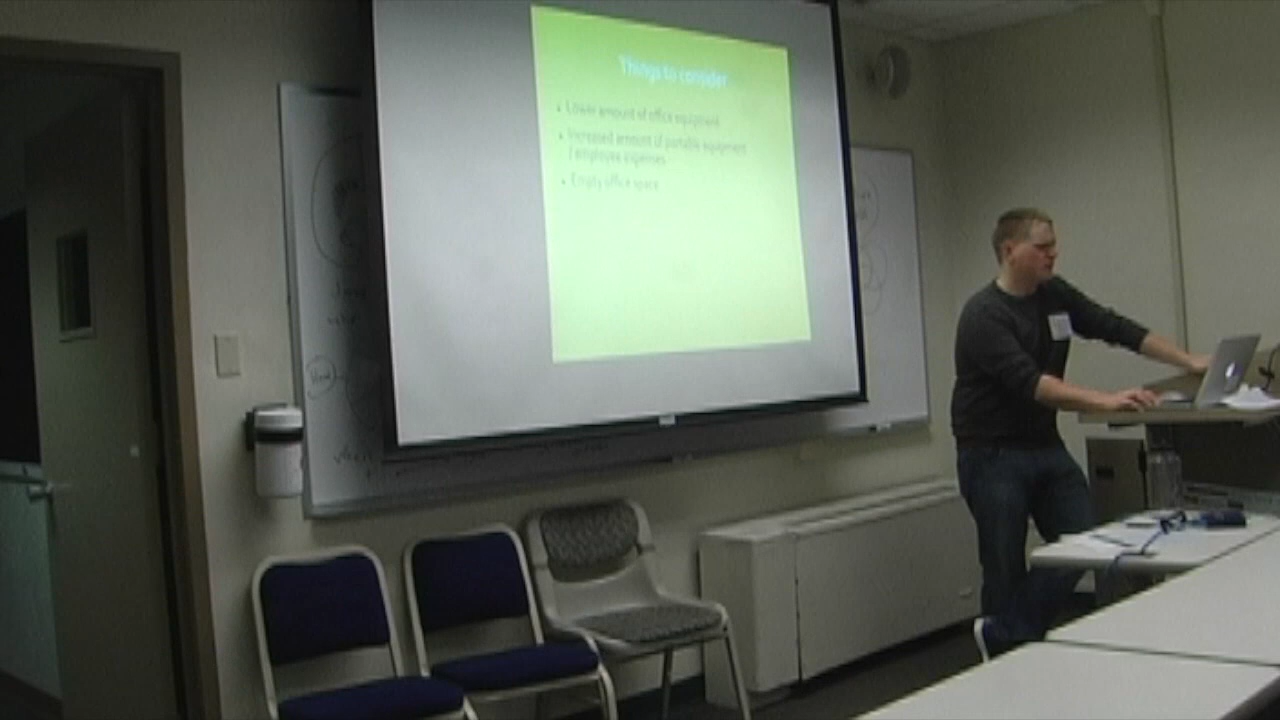 Things to consider
Lower amount of office equipment
Increased amount of portable equipment
/ employee expenses
Empty office space